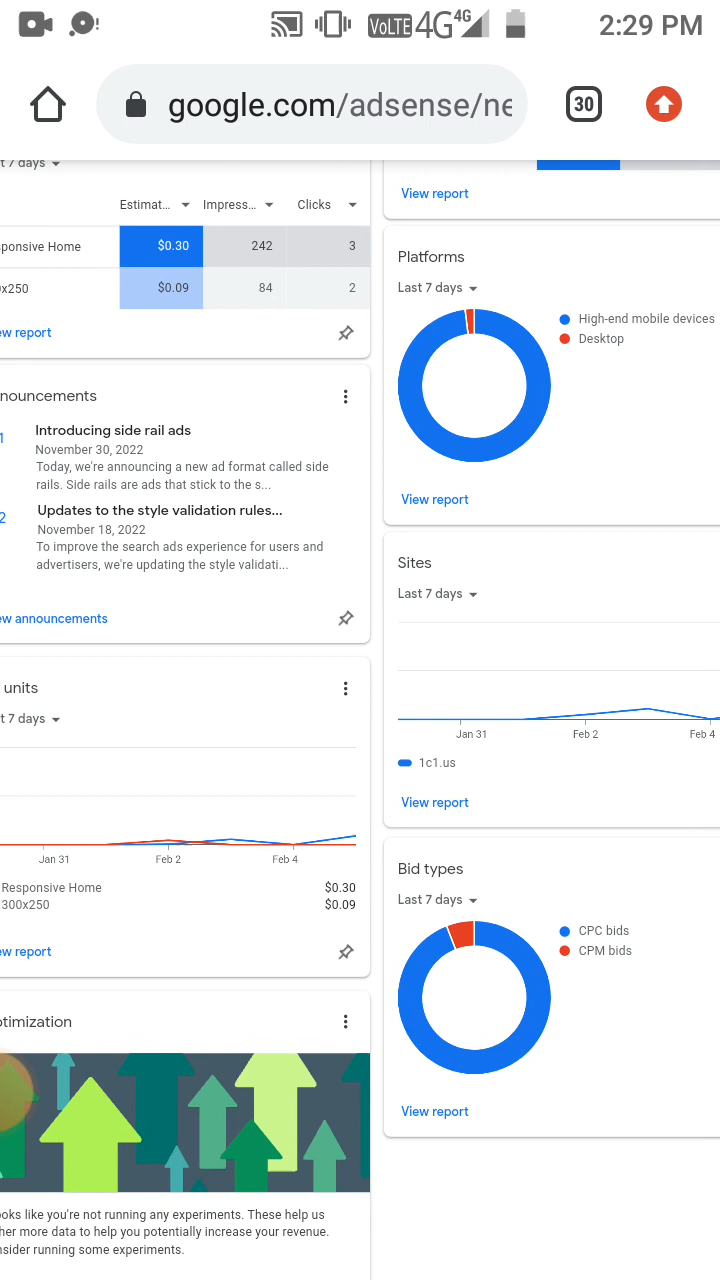 VoLTE 4G 4G 2:29 PM
google.com/adsense/ne
30
t 7 days
Estimat... Impress... Clicks
ponsive Home $0.30 242 3
x250 $0.09 84 2
ew report
nouncements
1 Introducing side rail ads
November 30, 2022
Today, we're announcing a new ad format called side
rails. Side rails are ads that stick to the s...
2 Updates to the style validation rules...
November 18, 2022
To improve the search ads experience for users and
advertisers, we're updating the style validati...
ew announcements
units
t 7 days
Jan 31 Feb 2 Feb 4
Responsive Home $0.30
300x250 $0.09
ew report
timization
oks like you're not running any experiments. These help us
her more data to help you potentially increase your revenue.
nsider running some experiments.
View report
Platforms
Last 7 days
High-end mobile devices
Desktop
View report
Sites
Last 7 days
Jan 31 Feb 2 Feb 4
1c1.us
View report
Bid types
Last 7 days
CPC bids
CPM bids
View report